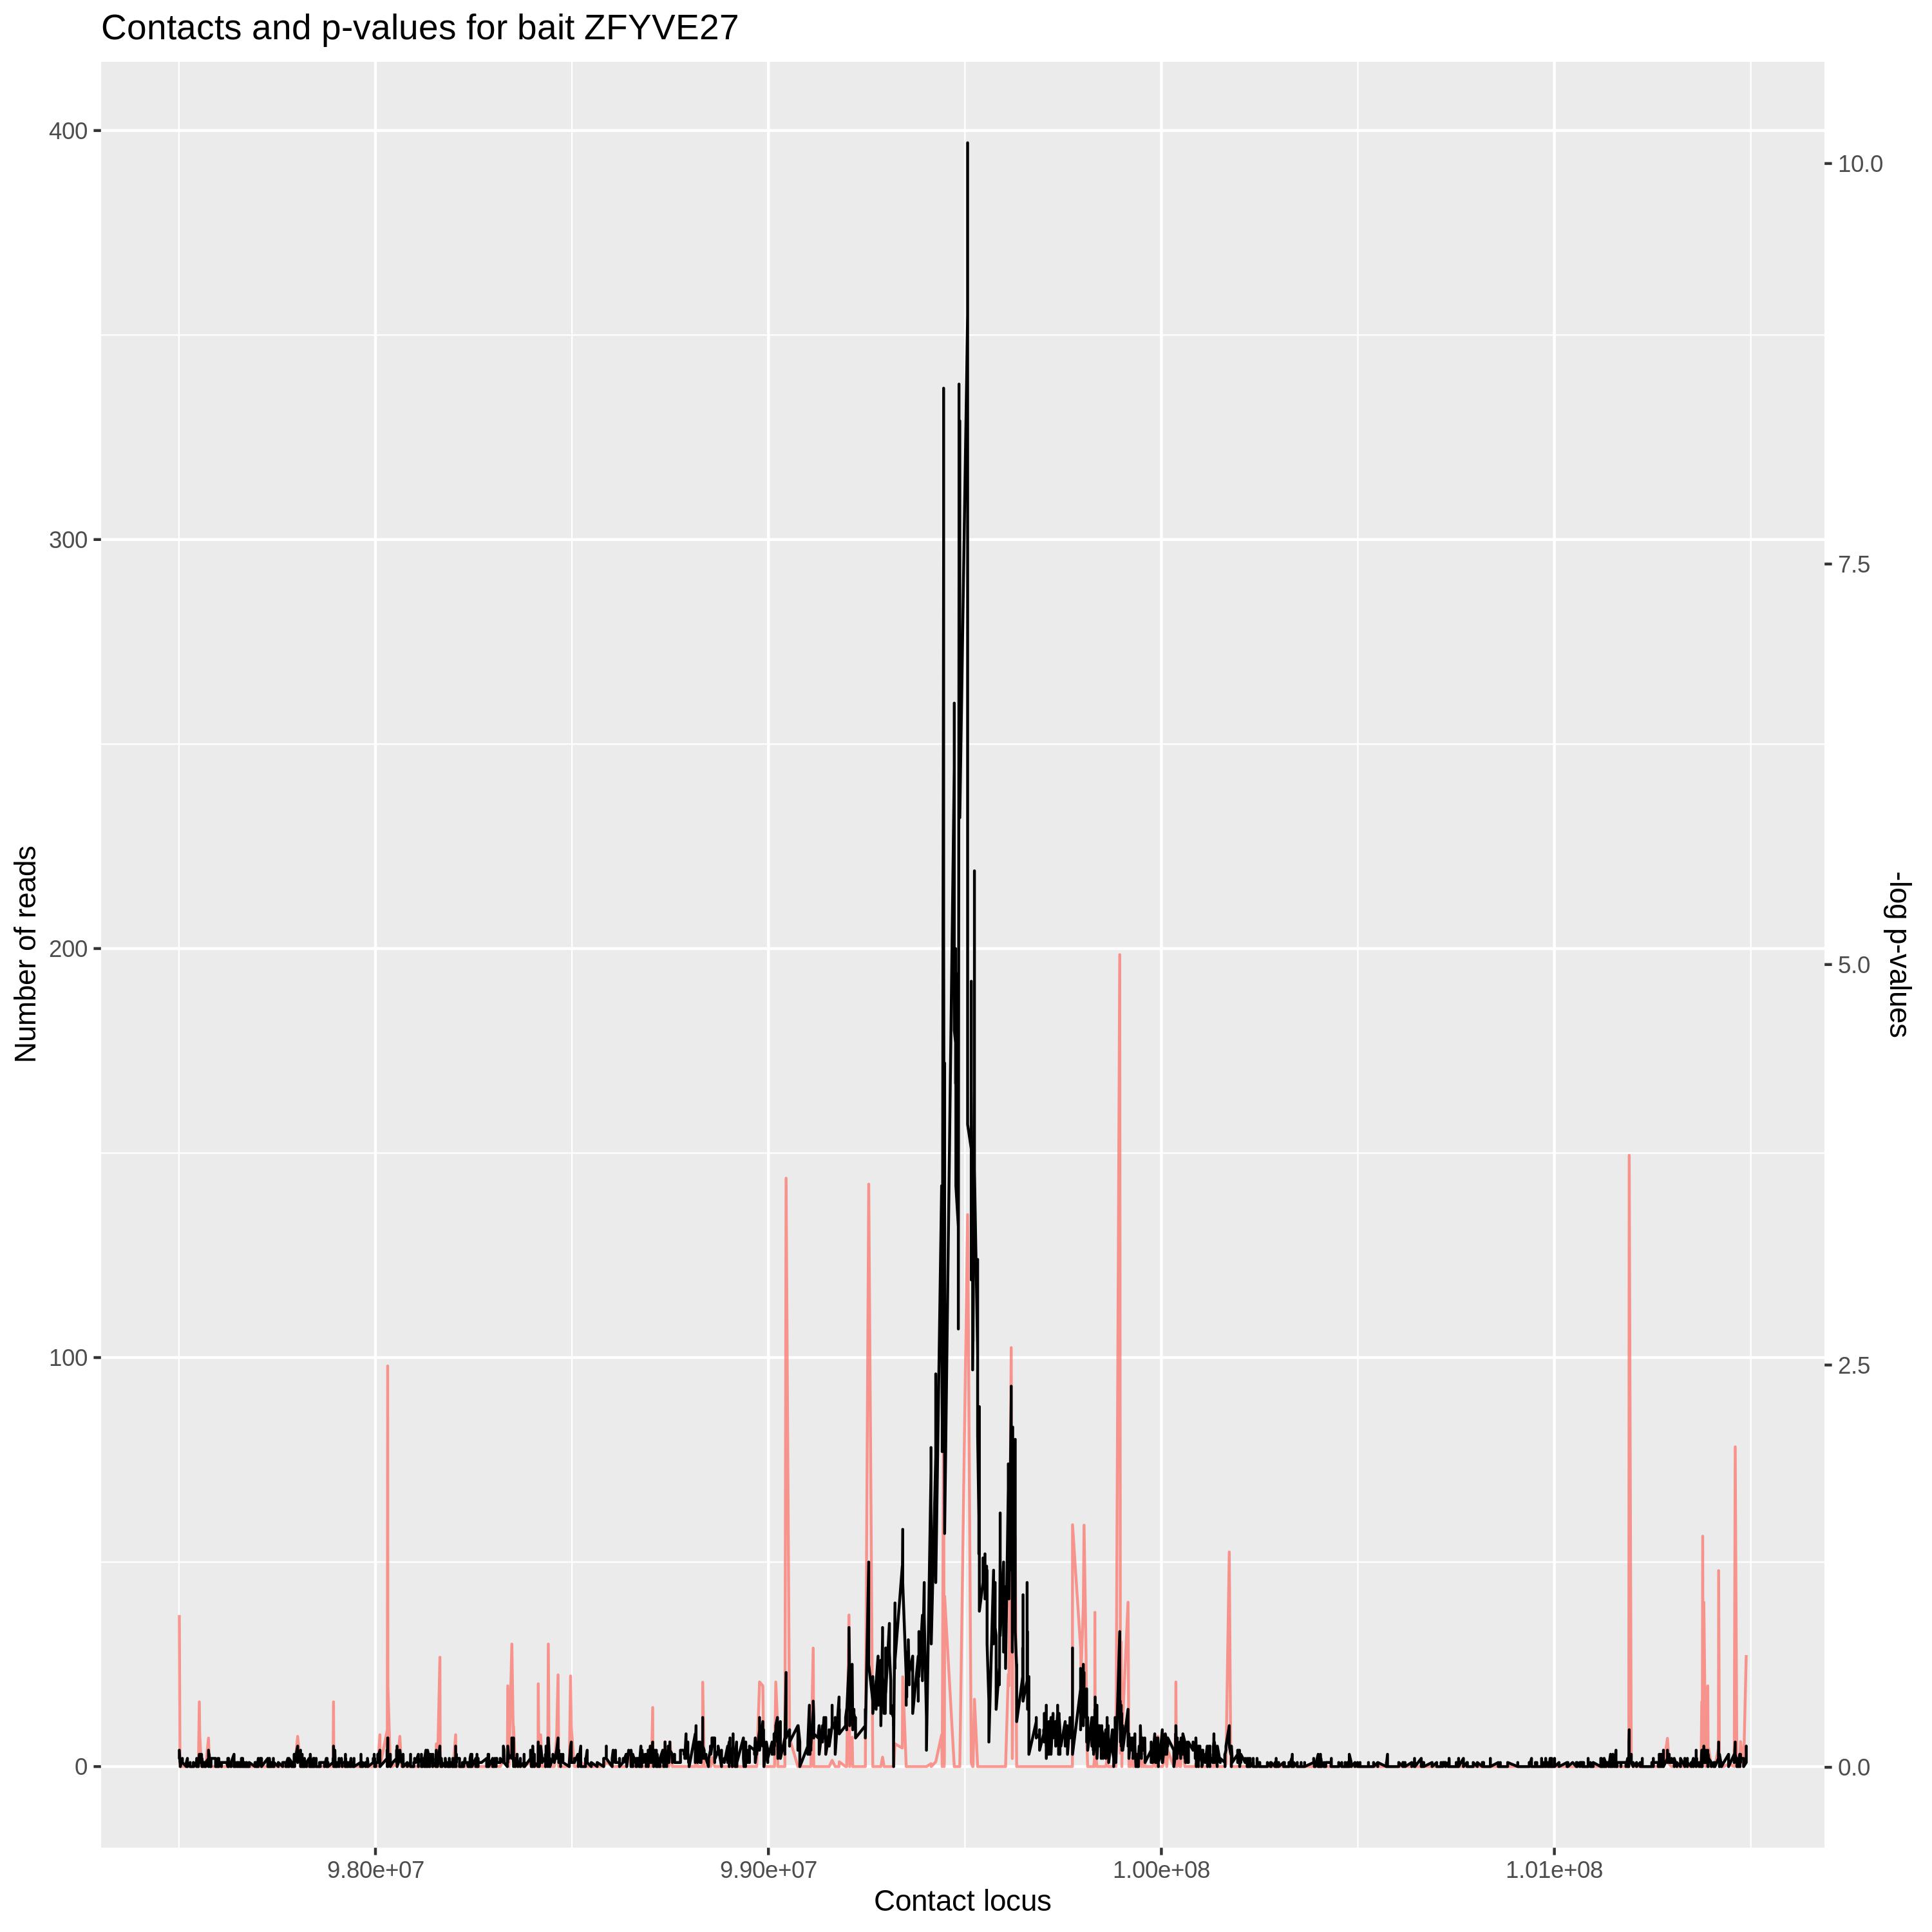 Contacts and p-values for bait ZFYVE27
400
300
200
100
0
Number of reads
10.0
7.5
5.0
2.5
0.0
-log p-values
9.80e+07 9.90e+07 1.00e+08 1.01e+08
Contact locus